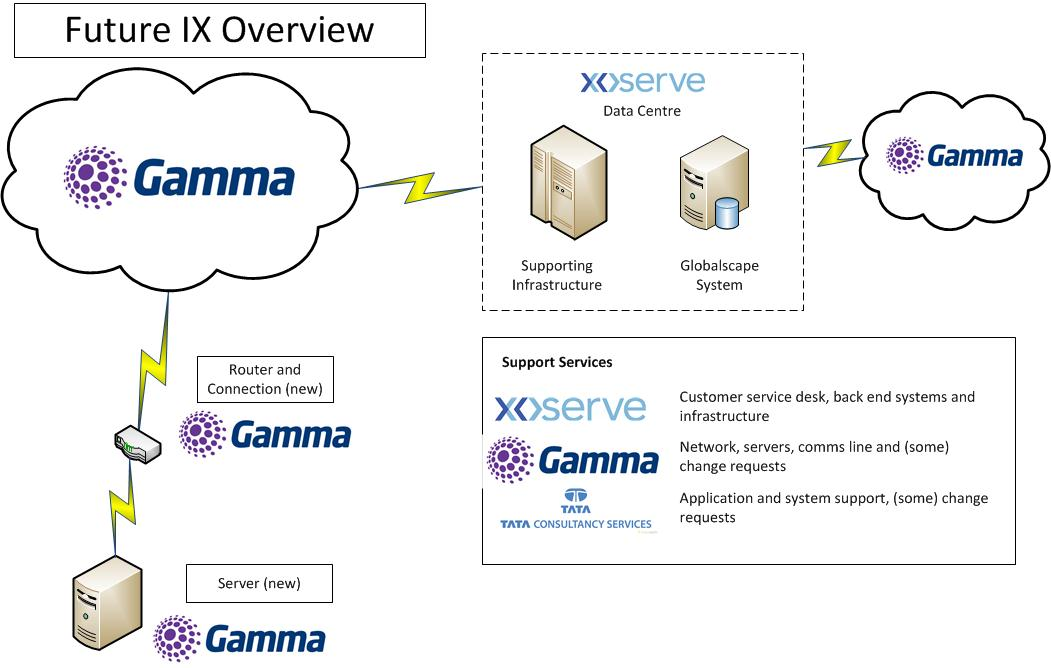 Future IX Overview
xserve
Data Centre
Gamma
Gamma
Supporting
Infrastructure
Globalscape
System
Router and
Connection (new)
Gamma
Support Services
xserve
Customer service desk, back end systems and
infrastructure
Gamma
Network, servers, comms line and (some)
change requests
TATA
TATA CONSULTANCY SERVICES
Application and system support, (some) change
requests
Server (new)
Gamma